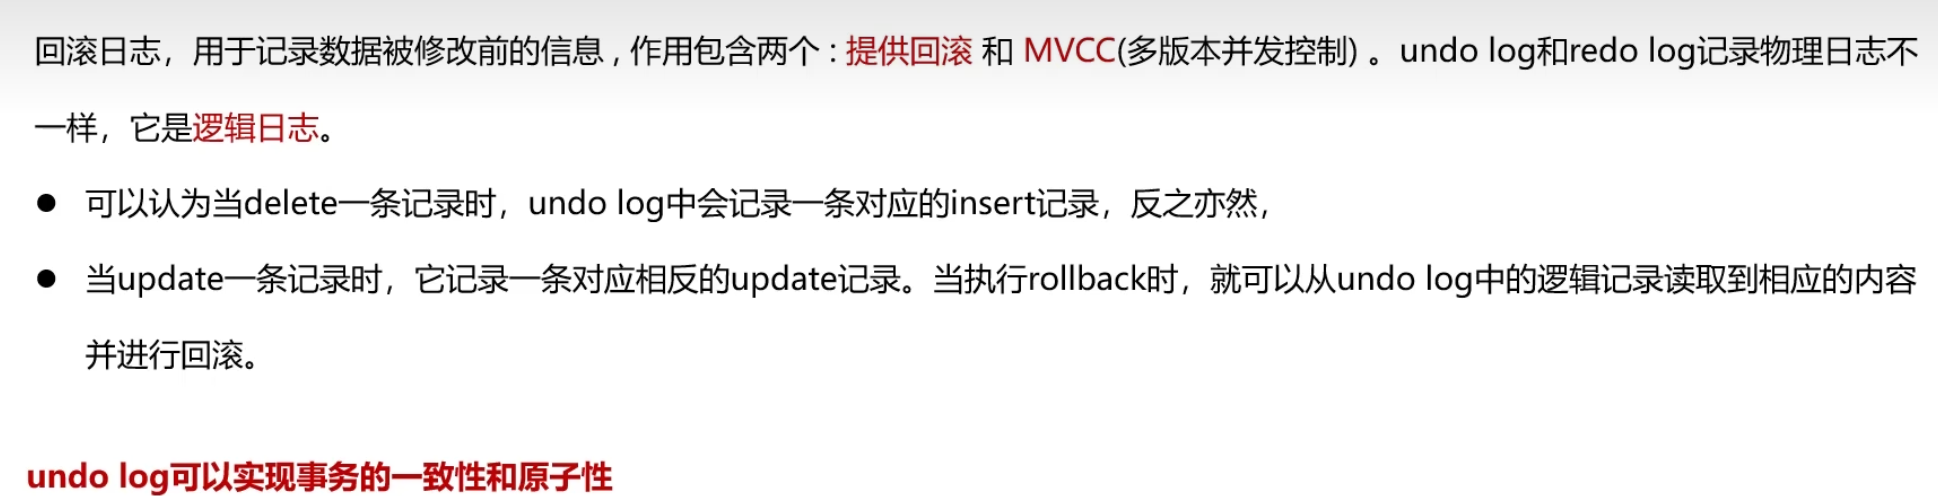 回滚日志，用于记录数据被修改前的信息 , 作用包含两个 : 提供回滚 和 MVCC(多版本并发控制) 。undo log和redo log记录物理日志不
一样，它是逻辑日志。
● 可以认为当delete一条记录时，undo log中会记录一条对应的insert记录，反之亦然，
● 当update一条记录时，它记录一条对应相反的update记录。当执行rollback时，就可以从undo log中的逻辑记录读取到相应的内容
并进行回滚。
undo log可以实现事务的一致性和原子性